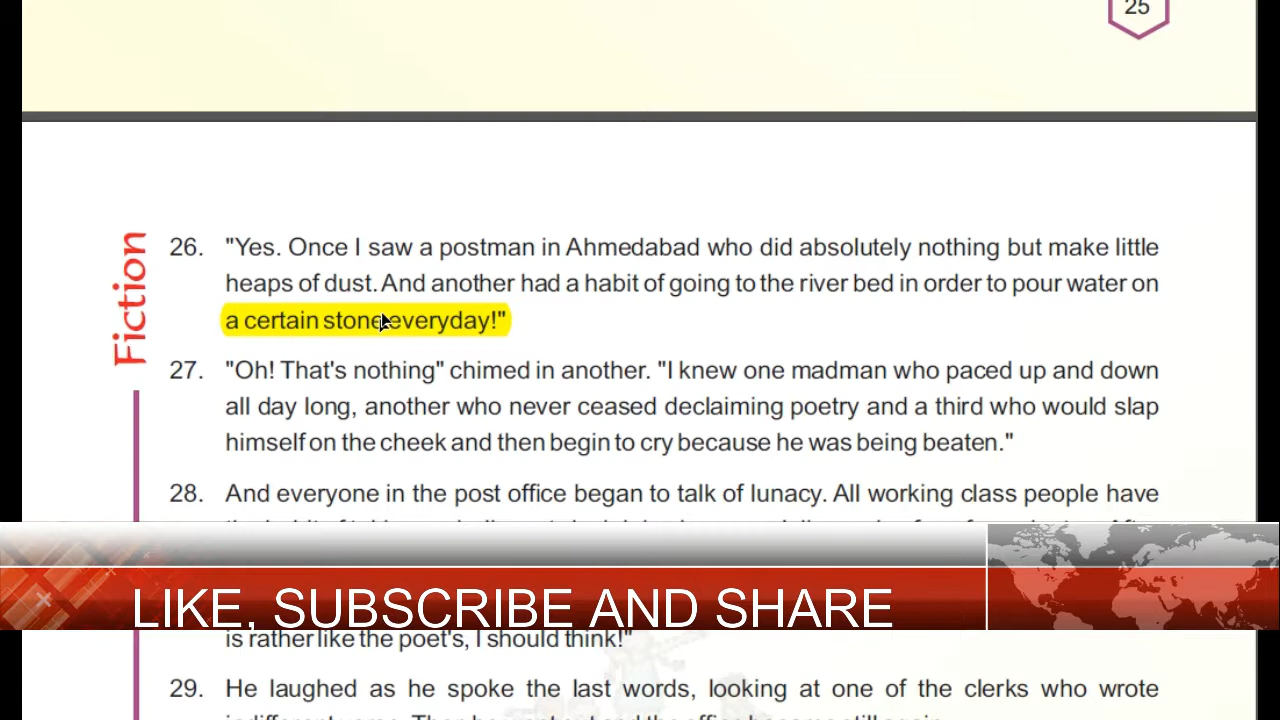 25
Fiction
26. "Yes. Once I saw a postman in Ahmedabad who did absolutely nothing but make little
heaps of dust. And another had a habit of going to the river bed in order to pour water on
a certain stone everyday!"
27. "Oh! That's nothing" chimed in another. "I knew one madman who paced up and down
all day long, another who never ceased declaiming poetry and a third who would slap
himself on the cheek and then begin to cry because he was being beaten."
28. And everyone in the post office began to talk of lunacy. All working class people have
LIKE, SUBSCRIBE AND SHARE
is rather like the poet's, I should think!"
29. He laughed as he spoke the last words, looking at one of the clerks who wrote